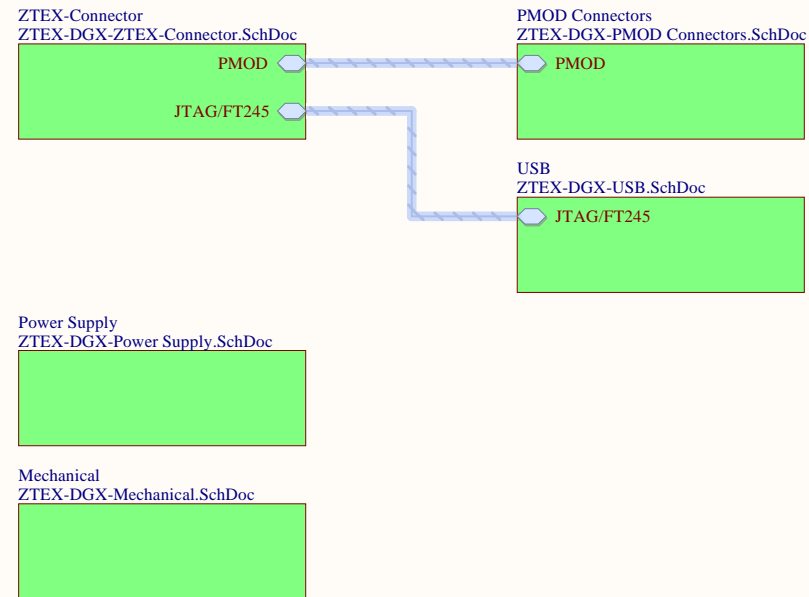 ZTEX-Connector
ZTEX-DGX-ZTEX-Connector.SchDoc
PMOD
JTAG/FT245
PMOD Connectors
ZTEX-DGX-PMOD Connectors.SchDoc
PMOD
USB
ZTEX-DGX-USB.SchDoc
JTAG/FT245
Power Supply
ZTEX-DGX-Power Supply.SchDoc
Mechanical
ZTEX-DGX-Mechanical.SchDoc